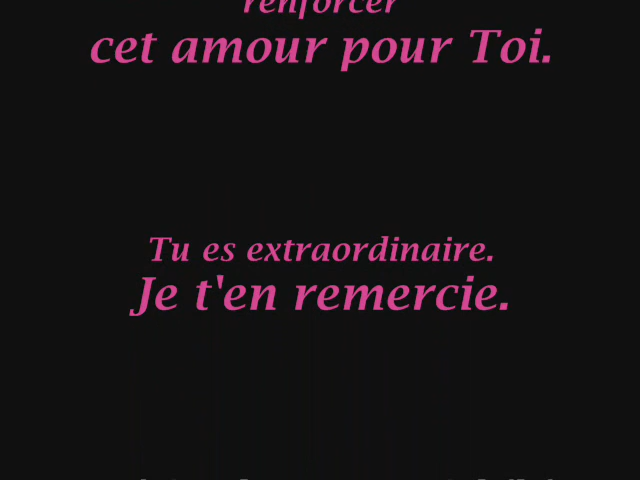 renforcer
cet amour pour Toi.
Tu es extraordinaire.
Je t'en remercie.